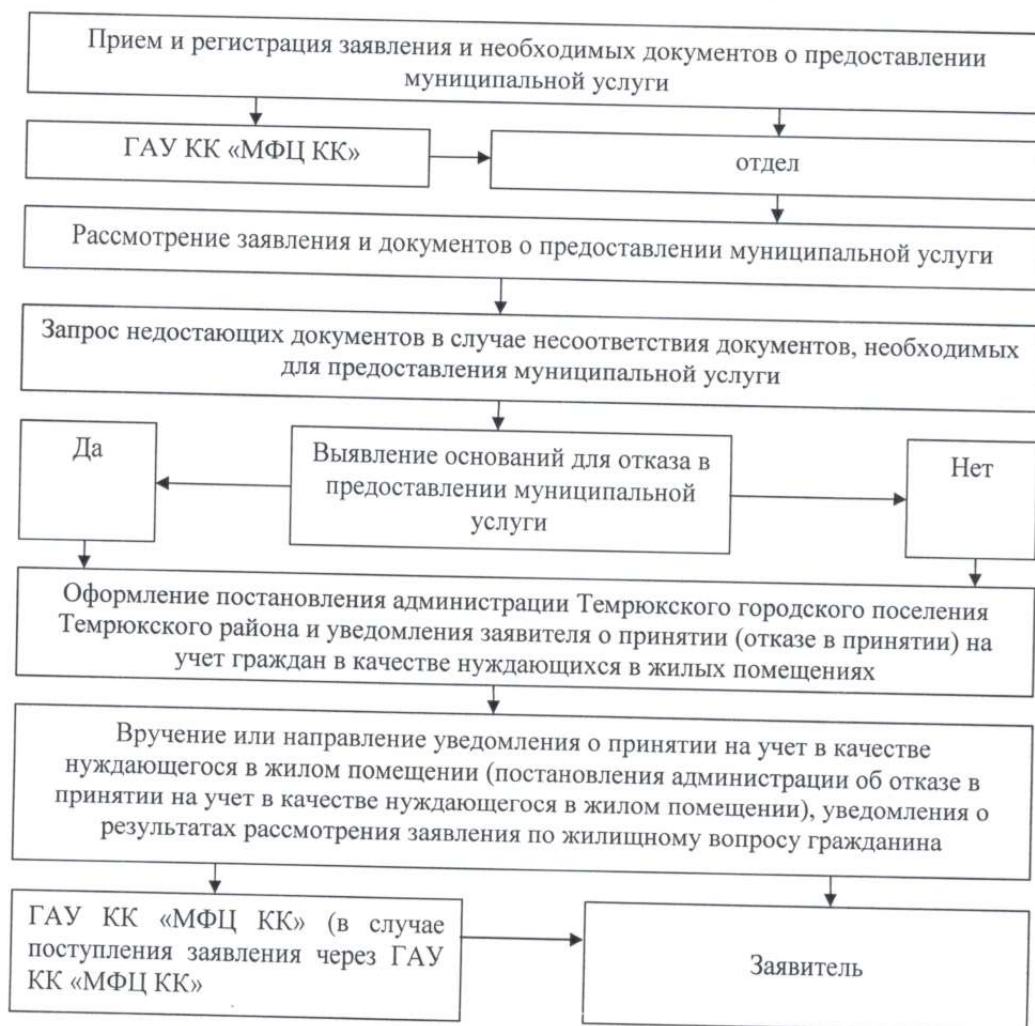 Прием и регистрация заявления и необходимых документов о предоставлении
муниципальной услуги
ГАУ КК «МФЦ КК»
отдел
Рассмотрение заявления и документов о предоставлении муниципальной услуги
Запрос недостающих документов в случае несоответствия документов, необходимых
для предоставления муниципальной услуги
Да
Выявление оснований для отказа в
предоставлении муниципальной
услуги
Нет
Оформление постановления администрации Темрюкского городского поселения
Темрюкского района и уведомления заявителя о принятии (отказе в принятии) на
учет граждан в качестве нуждающихся в жилых помещениях
Вручение или направление уведомления о принятии на учет в качестве
нуждающегося в жилом помещении (постановления администрации об отказе в
принятии на учет в качестве нуждающегося в жилом помещении), уведомления о
результатах рассмотрения заявления по жилищному вопросу гражданина
ГАУ КК «МФЦ КК» (в случае
поступления заявления через ГАУ
КК «МФЦ КК»
Заявитель